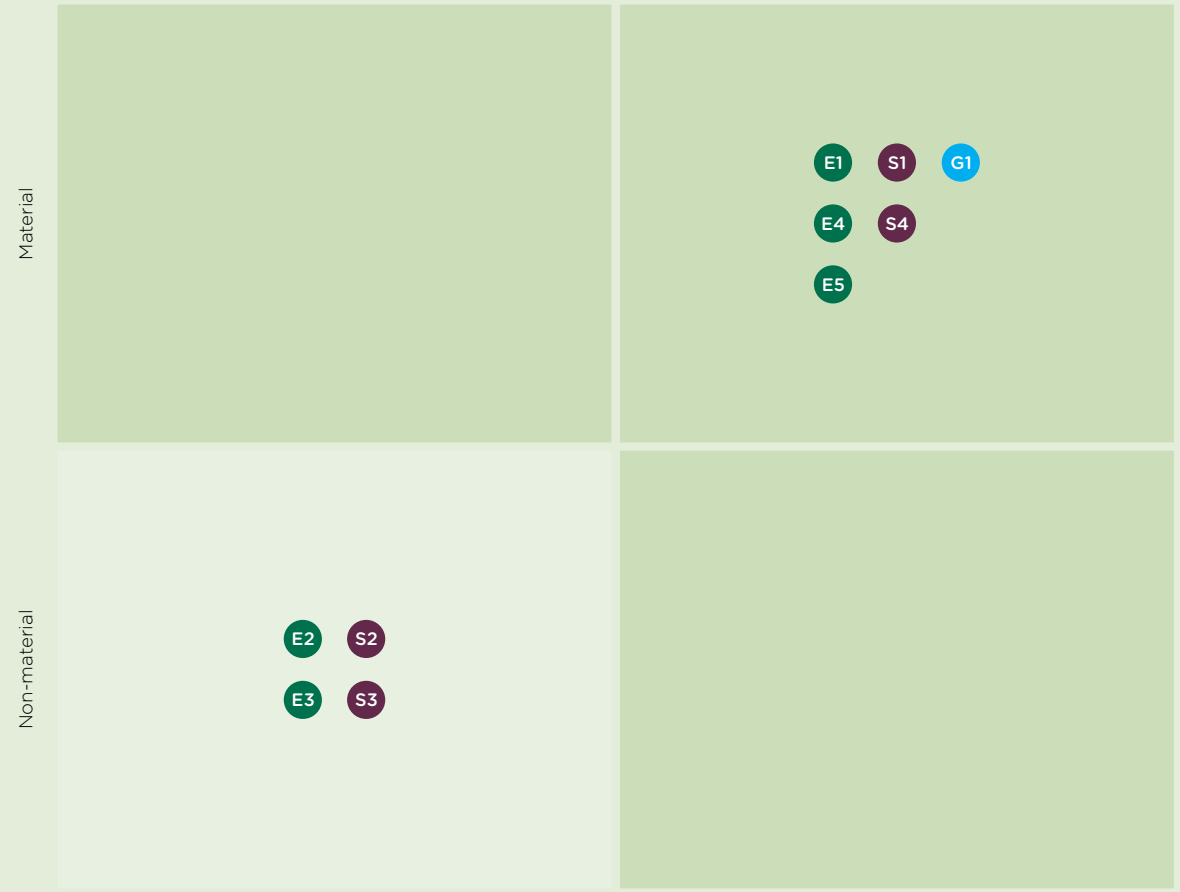 Material
E1 S1 G1
E4 S4
E5
Non-material
E2 S2
E3 S3